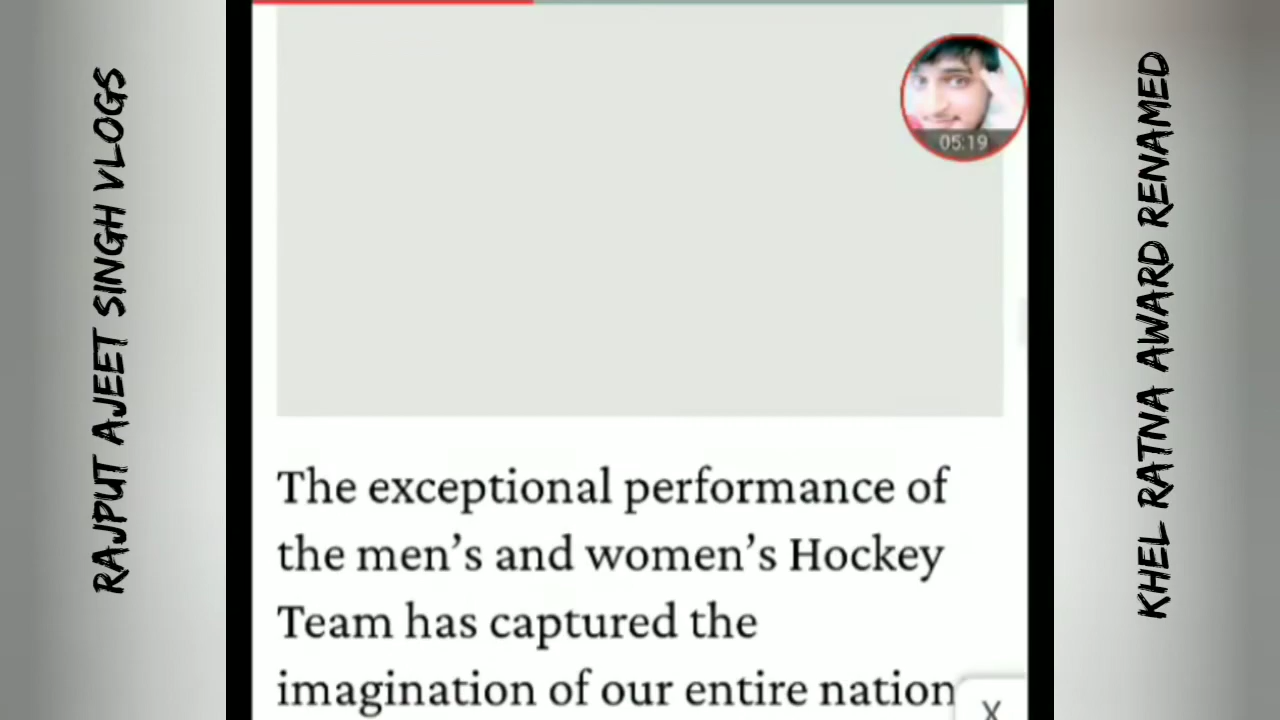 RAJPUT AJEET SINGH VLOGS
05:19
The exceptional performance of
the men's and women's Hockey
Team has captured the
imagination of our entire nation
X
KHEL RATNA AWARD RENAMED